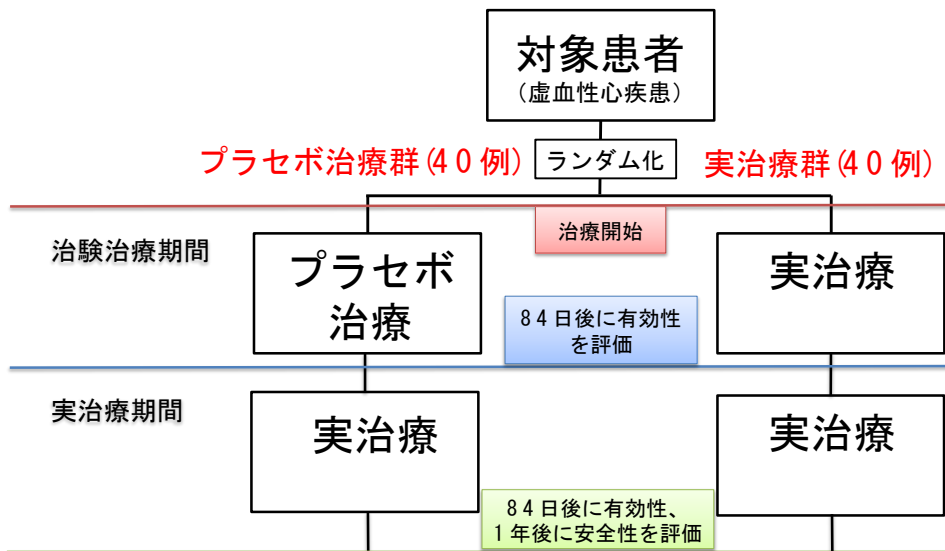 対象患者
（虚血性心疾患）
プラセボ治療群(40例)
ランダム化
実治療群(40例)
治療開始
治験治療期間
プラセボ
治療
実治療
84日後に有効性
を評価
実治療期間
実治療
実治療
84日後に有効性、
1年後に安全性を評価